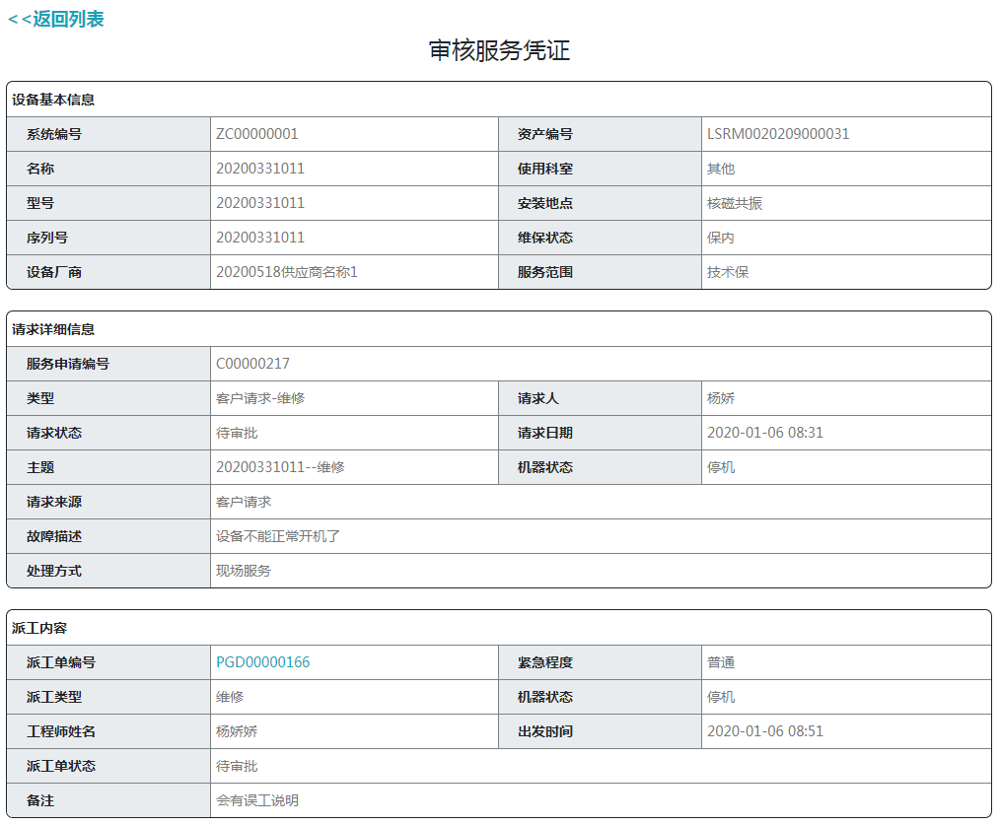 <<返回列表
审核服务凭证
设备基本信息
系统编号 ZC00000001 资产编号 LSRM0020209000031
名称 20200331011 使用科室 其他
型号 20200331011 安装地点 核磁共振
序列号 20200331011 维保状态 保内
设备厂商 20200518供应商名称1 服务范围 技术保
请求详细信息
服务申请编号 C00000217
类型 客户请求-维修 请求人 杨娇
请求状态 待审批 请求日期 2020-01-06 08:31
主题 20200331011--维修 机器状态 停机
请求来源 客户请求
故障描述 设备不能正常开机了
处理方式 现场服务
派工内容
派工单编号 PGD00000166 紧急程度 普通
派工类型 维修 机器状态 停机
工程师姓名 杨娇娇 出发时间 2020-01-06 08:51
派工单状态 待审批
备注 会有误工说明